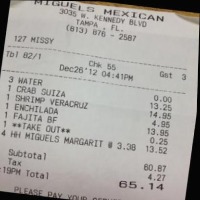 MIGUELS MEXICAN
3035 W. KENNEDY BLVD
TAMPA, FL.
(813) 876 - 2587
127 MISSY
Tbl 82/1 Chk 55 Gst 3
Dec26'12 04:41PM
3 WATER 0.00
1 CRAB SUIZA 13.25
1 SHRIMP VERACRUZ 14.95
1 ENCHILADA 4.95
1 FAJITA BF 13.95
1 **TAKE OUT** 0.25
4 HH MIGUELS MARGARIT @ 3.38 13.52
Subtotal 60.87
Tax 4.27
:19PM Total 65.14
PLEASE PAY YOUR